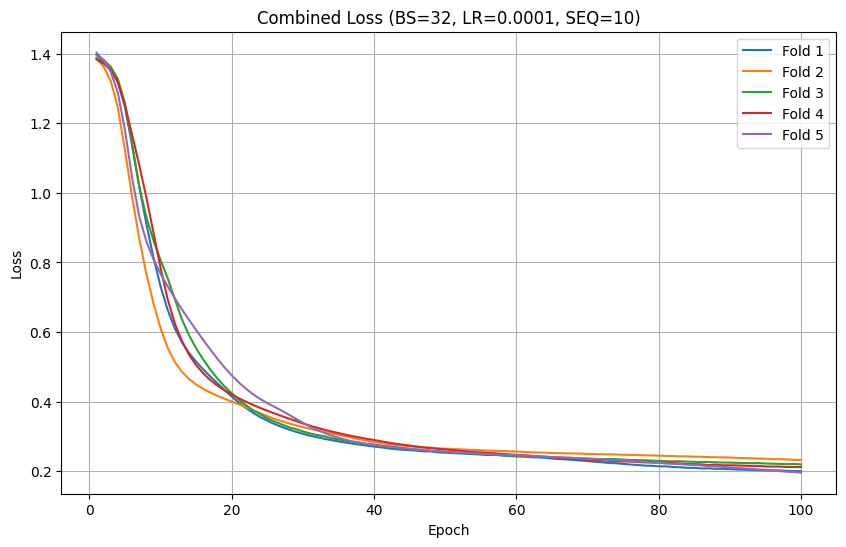 Combined Loss (BS=32, LR=0.0001, SEQ=10)
Fold 1
Fold 2
Fold 3
Fold 4
Fold 5
Loss
1.4
1.2
1.0
0.8
0.6
0.4
0.2
0 20 40 60 80 100
Epoch